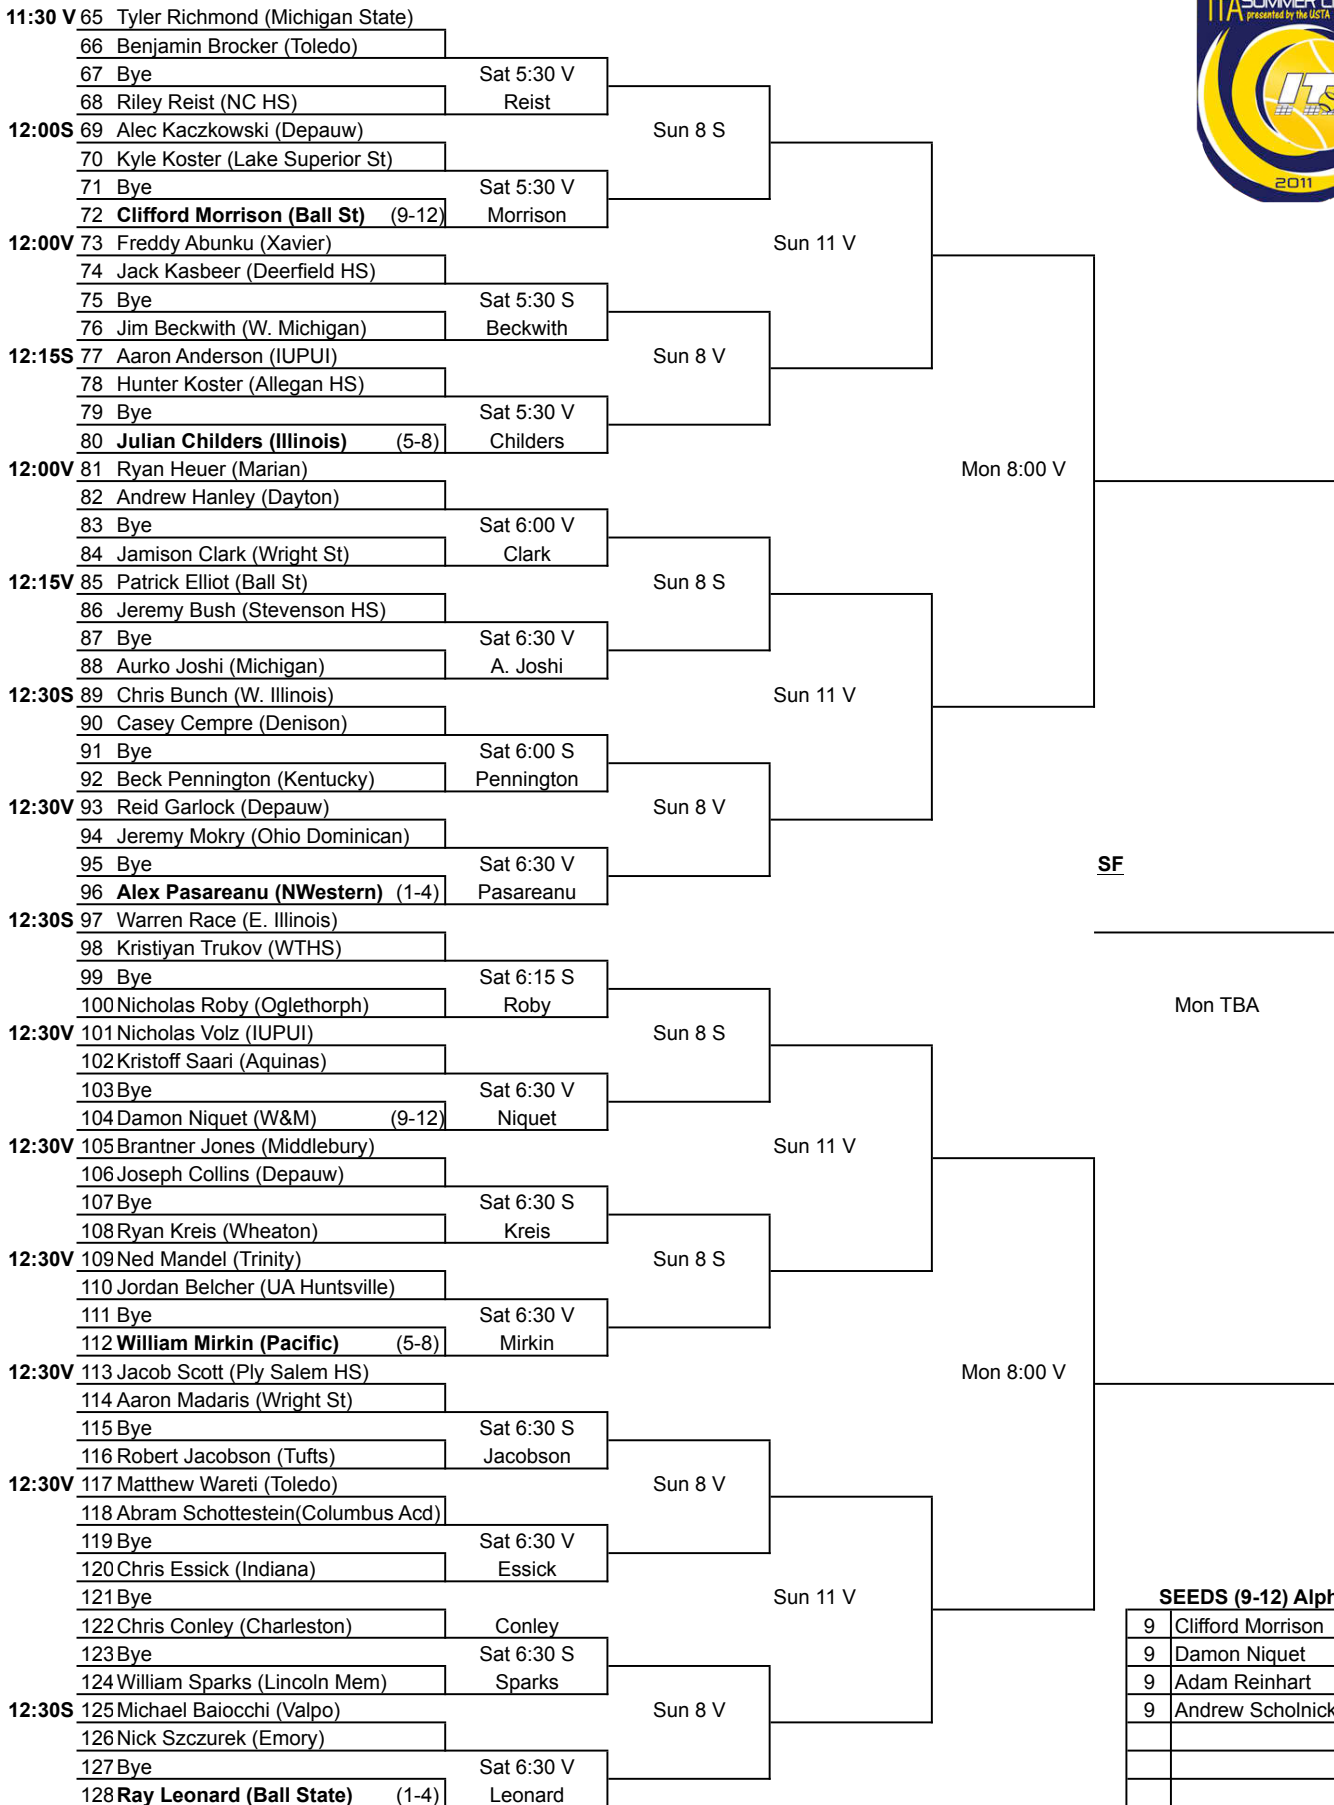 ITA SUMMER
presented by the USTA
11:30 V 65 Tyler Richmond (Michigan State)
66 Benjamin Brocker (Toledo)
67 Bye Sat 5:30 V
68 Riley Reist (NC HS) Reist
12:00S 69 Alec Kaczkowski (Depauw) Sun 8 S
70 Kyle Koster (Lake Superior St)
71 Bye Sat 5:30 V
2011
72 Clifford Morrison (Ball St) (9-12) Morrison
12:00V 73 Freddy Abunku (Xavier) Sun 11 V
74 Jack Kasbeer (Deerfield HS)
75 Bye Sat 5:30 S
76 Jim Beckwith (W. Michigan) Beckwith
12:15S 77 Aaron Anderson (IUPUI) Sun 8 V
78 Hunter Koster (Allegan HS)
79 Bye Sat 5:30 V
80 Julian Childers (Illinois) (5-8) Childers
12:00V 81 Ryan Heuer (Marian) Mon 8:00 V
82 Andrew Hanley (Dayton)
83 Bye Sat 6:00 V
84 Jamison Clark (Wright St) Clark
12:15V 85 Patrick Elliot (Ball St) Sun 8 S
86 Jeremy Bush (Stevenson HS)
87 Bye Sat 6:30 V
88 Aurko Joshi (Michigan) A. Joshi
12:30S 89 Chris Bunch (W. Illinois) Sun 11 V
90 Casey Cempre (Denison)
91 Bye Sat 6:00 S
92 Beck Pennington (Kentucky) Pennington
12:30V 93 Reid Garlock (Depauw) Sun 8 V
94 Jeremy Mokry (Ohio Dominican)
95 Bye Sat 6:30 V SF
96 Alex Pasareanu (NWestern) (1-4) Pasareanu
12:30S 97 Warren Race (E. Illinois)
98 Kristiyan Trukov (WTHS)
99 Bye Sat 6:15 S
100 Nicholas Roby (Oglethorph) Roby Mon TBA
12:30V 101 Nicholas Volz (IUPUI) Sun 8 S
102 Kristoff Saari (Aquinas)
103 Bye Sat 6:30 V
104 Damon Niquet (W&M) (9-12) Niquet
12:30V 105 Brantner Jones (Middlebury) Sun 11 V
106 Joseph Collins (Depauw)
107 Bye Sat 6:30 S
108 Ryan Kreis (Wheaton) Kreis
12:30V 109 Ned Mandel (Trinity) Sun 8 S
110 Jordan Belcher (UA Huntsville)
111 Bye Sat 6:30 V
112 William Mirkin (Pacific) (5-8) Mirkin
12:30V 113 Jacob Scott (Ply Salem HS) Mon 8:00 V
114 Aaron Madaris (Wright St)
115 Bye Sat 6:30 S
116 Robert Jacobson (Tufts) Jacobson
12:30V 117 Matthew Wareti (Toledo) Sun 8 V
118 Abram Schottestein(Columbus Acd)
119 Bye Sat 6:30 V
120 Chris Essick (Indiana) Essick
121 Bye Sun 11 V SEEDS (9-12)
122 Chris Conley (Charleston) Conley 9 Clifford Morrison
123 Bye Sat 6:30 S 9 Damon Niquet
124 William Sparks (Lincoln Mem) Sparks 9 Adam Reinhart
12:30S 125 Michael Baiocchi (Valpo) Sun 8 V 9 Andrew Scholnick
126 Nick Szczurek (Emory)
127 Bye Sat 6:30 V
128 Ray Leonard (Ball State) (1-4) Leonard